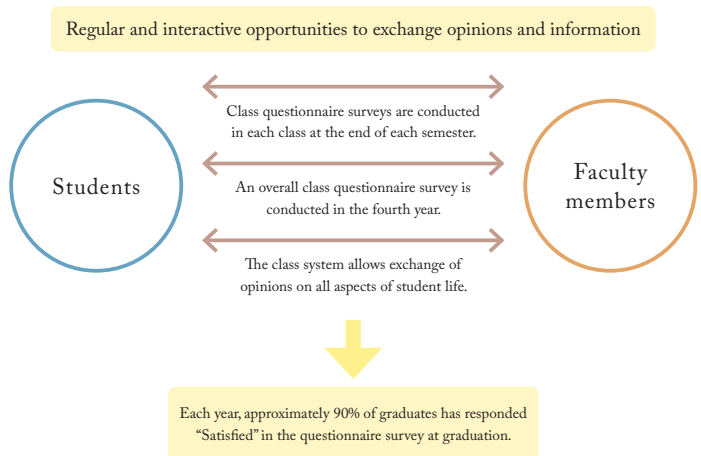 Regular and interactive opportunities to exchange opinions and information
Class questionnaire surveys are conducted
in each class at the end of each semester.
Students
An overall class questionnaire survey is
conducted in the fourth year.
Faculty
members
The class system allows exchange of
opinions on all aspects of student life.
Each year, approximately 90% of graduates has responded
“Satisfied” in the questionnaire survey at graduation.